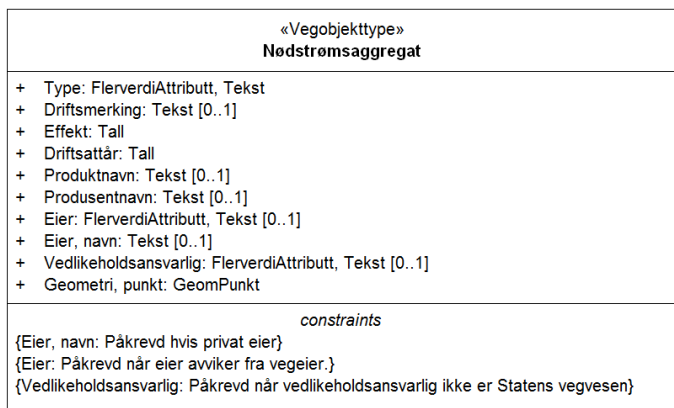 «Vegobjekttype»
Nødstrømsaggregat
+ Type: FlerverdiAttributt, Tekst
+ Driftsmerking: Tekst [0..1]
+ Effekt: Tall
+ Driftsattår: Tall
+ Produktnavn: Tekst [0..1]
+ Produsentnavn: Tekst [0..1]
+ Eier: FlerverdiAttributt, Tekst [0..1]
+ Eier, navn: Tekst [0..1]
+ Vedlikeholdsansvarlig: FlerverdiAttributt, Tekst [0..1]
+ Geometri, punkt: GeomPunkt
constraints
{Eier, navn: Påkrevd hvis privat eier}
{Eier: Påkrevd når eier avviker fra vegeier.}
{Vedlikeholdsansvarlig: Påkrevd når vedlikeholdsansvarlig ikke er Statens vegvesen}